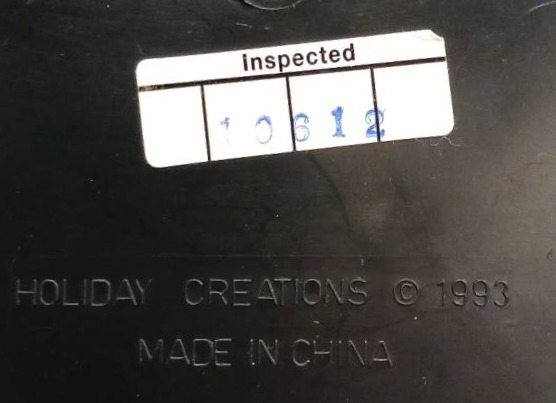 Inspected
10612
HOLIDAY CREATIONS © 1993
MADE IN CHINA